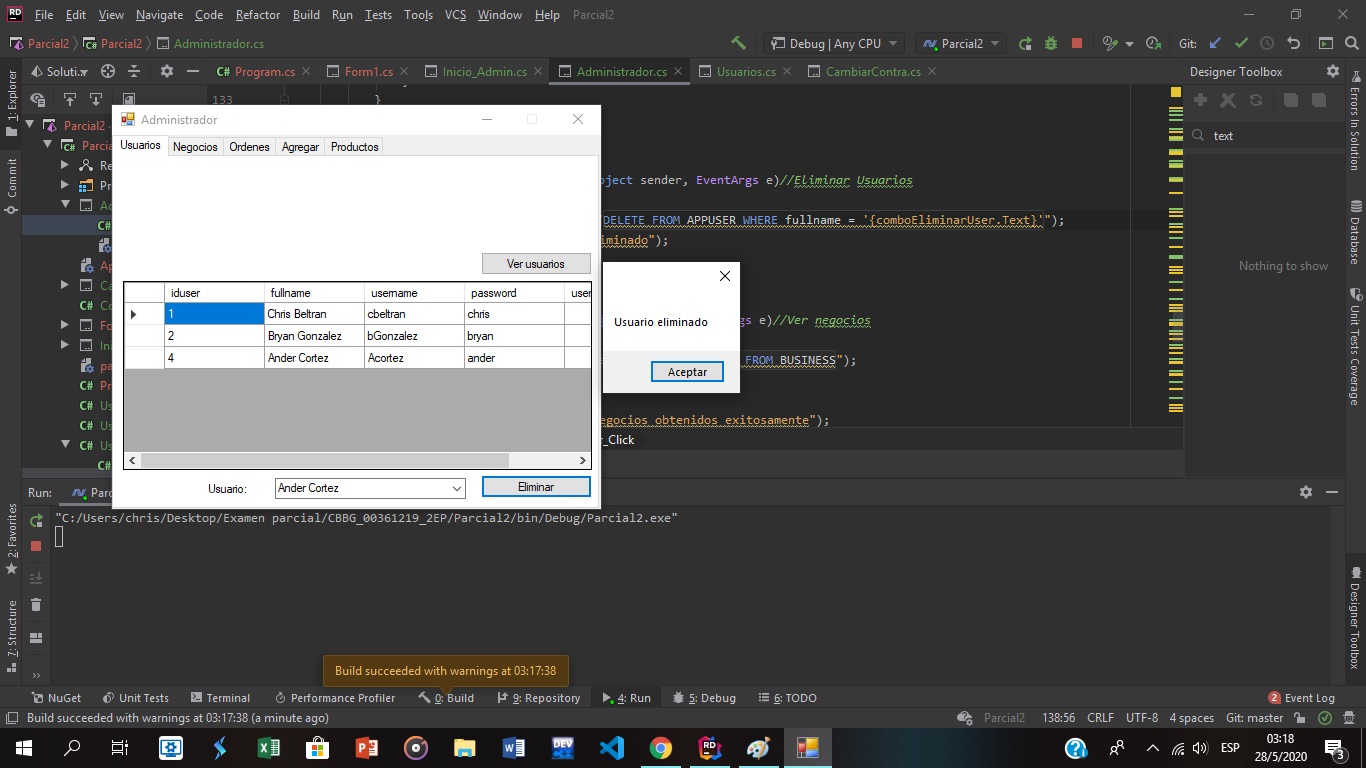 File Edit View Navigate Code Refactor Build Run Tests Tools VCS Window Help Parcial2
Parcial2 Parcial2 Administrador.cs
Debug | Any CPU Parcial2 Git:
1: Explorer
Commit
2: Favorites
7: Structure
Soluti..
Program.cs Form1.cs Inicio_Admin.cs Administrador.cs Usuarios.cs CambiarContra.cs
Designer Toolbox
text
Nothing to show
Errors In Solution
Database
Unit Tests Coverage
Designer Toolbox
133 }
Parcial2
Parcia
Re
Pr
Ad
C#
Ap
Ca
Co
Fo
Ini
pa
Pr
Us
Us
Us
C#
bject sender, EventArgs e)//Eliminar Usuarios
DELETE FROM APPUSER WHERE fullname = '{comboEliminarUser.Text}'");
iminado");
gs e)//Ver negocios
FROM BUSINESS");
egocios obtenidos exitosamente");
r_Click
Administrador
Usuarios Negocios Ordenes Agregar Productos
Ver usuarios
iduser fullname username password user
1 Chris Beltran cbeltran chris
2 Bryan Gonzalez bGonzalez bryan
4 Ander Cortez Acortez ander
Usuario: Ander Cortez Eliminar
Usuario eliminado
Aceptar
Run: Parc
"C:/Users/chris/Desktop/Examen parcial/CBBG_00361219_2EP/Parcial2/bin/Debug/Parcial2.exe"
Build succeeded with warnings at 03:17:38
NuGet Unit Tests Terminal Performance Profiler 0: Build 9: Repository 4: Run 5: Debug 6: TODO 2 Event Log
Build succeeded with warnings at 03:17:38 (a minute ago) Parcial2 138:56 CRLF UTF-8 4 spaces Git: master
ESP 03:18
28/5/2020 3